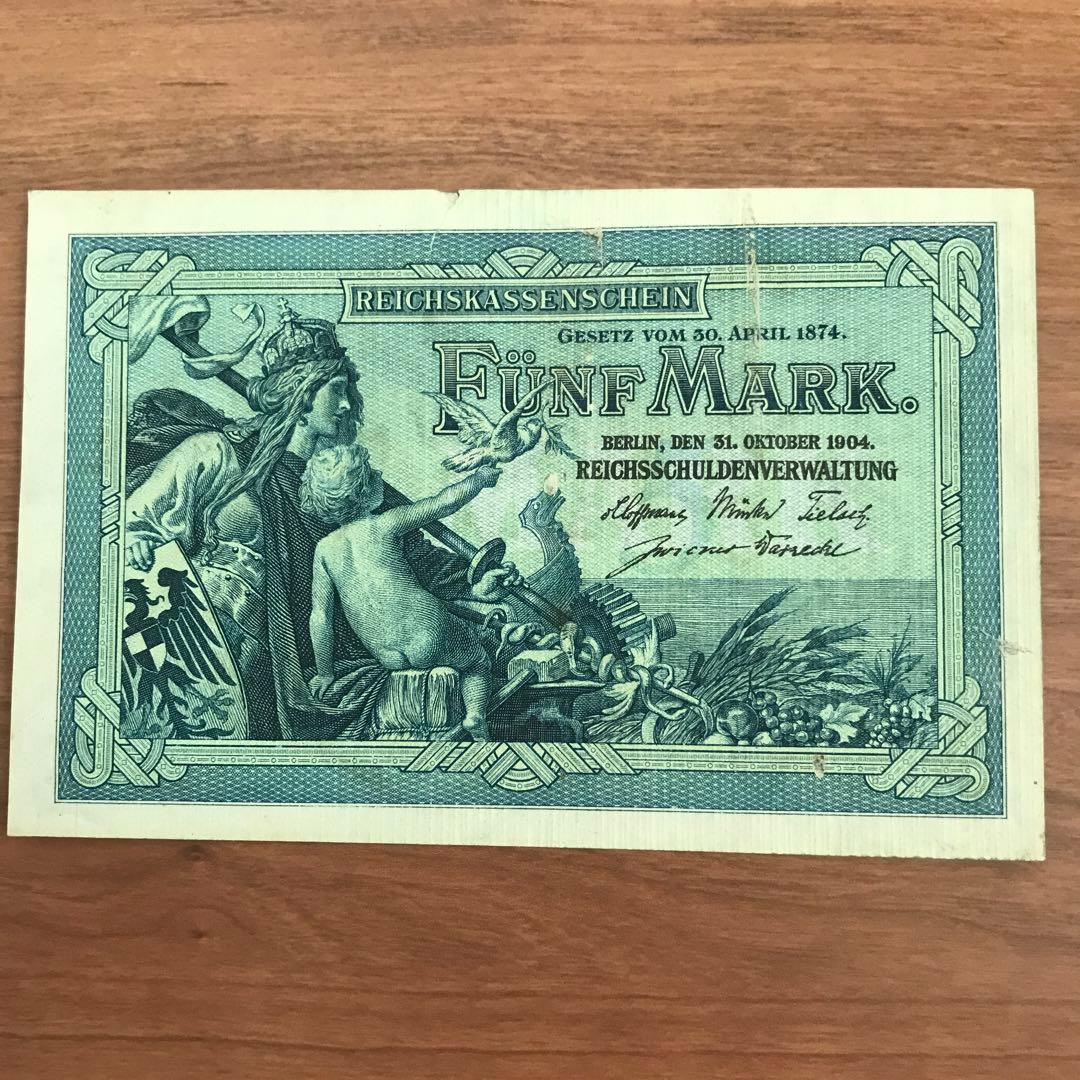 REICHSKASSENSCHEIN
GESETZ VOM 30. APRIL 1874.
FÜNF MARK.
BERLIN, DEN 31. OKTOBER 1904.
REICHSSCHULDENVERWALTUNG